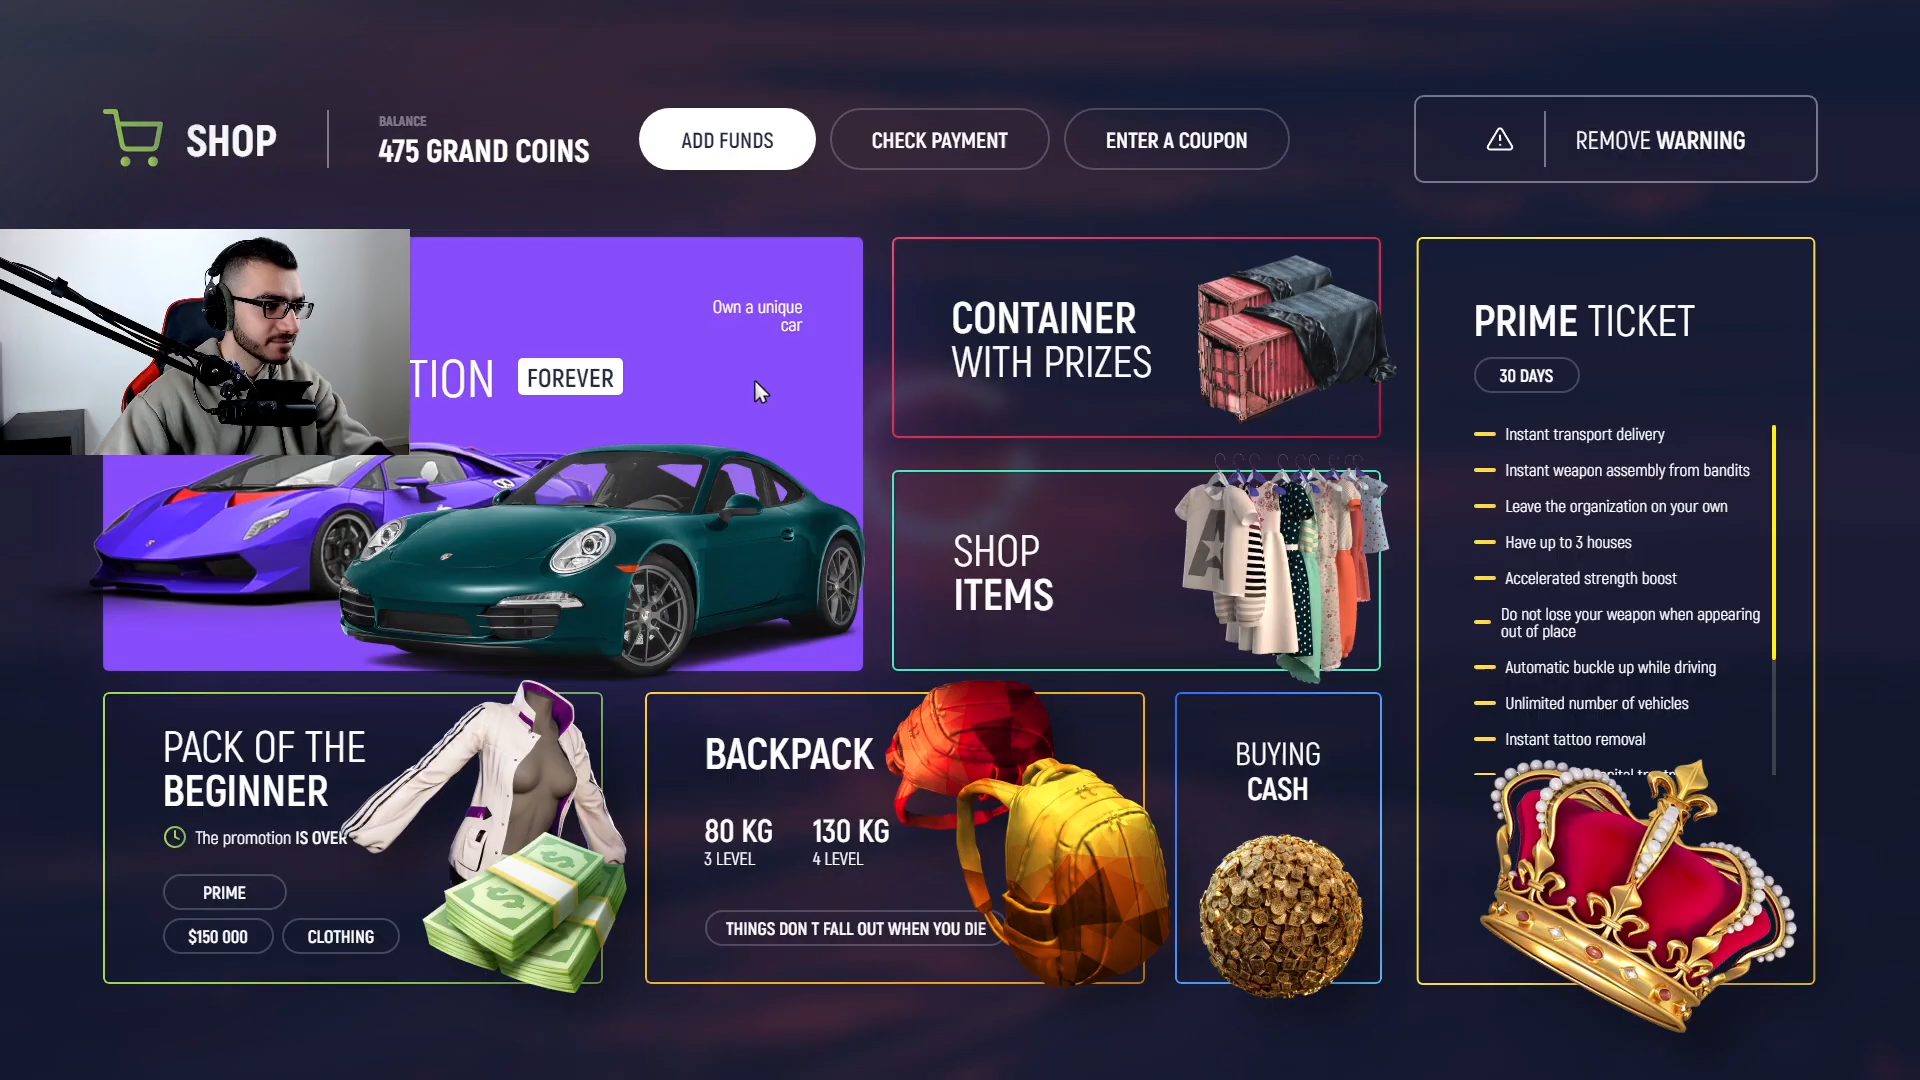 SHOP
BALANCE
475 GRAND COINS
ADD FUNDS
CHECK PAYMENT
ENTER A COUPON
REMOVE WARNING
Own a unique
car
TION
FOREVER
CONTAINER
WITH PRIZES
SHOP
ITEMS
PRIME TICKET
30 DAYS
Instant transport delivery
Instant weapon assembly from bandits
Leave the organization on your own
Have up to 3 houses
Accelerated strength boost
Do not lose your weapon when appearing
out of place
Automatic buckle up while driving
Unlimited number of vehicles
Instant tattoo removal
PACK OF THE
BEGINNER
The promotion IS OVER
PRIME
$150 000
CLOTHING
BACKPACK
80 KG
130 KG
3 LEVEL
4 LEVEL
THINGS DON T FALL OUT WHEN YOU DIE
BUYING
CASH